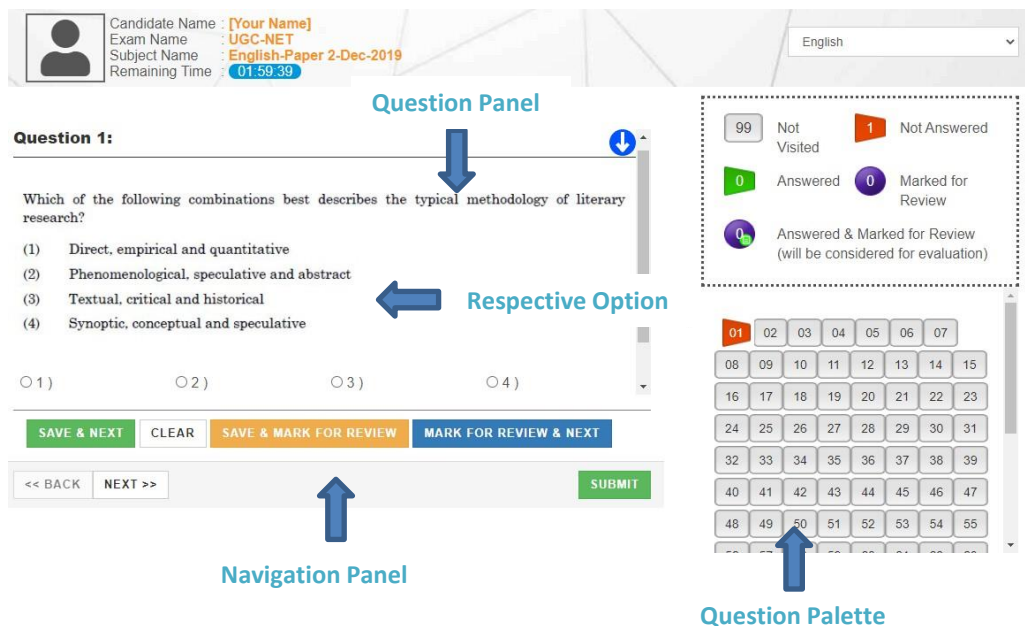 Candidate Name : [Your Name]
Exam Name : UGC-NET
Subject Name : English-Paper 2-Dec-2019
Remaining Time : 01:59:39
English
Question Panel
Question 1:
Which of the following combinations best describes the typical methodology of literary
research?
(1) Direct, empirical and quantitative
(2) Phenomenological, speculative and abstract
(3) Textual, critical and historical
(4) Synoptic, conceptual and speculative
Respective Option
1 ) 2 ) 3 ) 4 )
SAVE & NEXT CLEAR SAVE & MARK FOR REVIEW MARK FOR REVIEW & NEXT
<< BACK NEXT >> SUBMIT
Navigation Panel
99 Not
Visited
1 Not Answered
0 Answered
0 Marked for
Review
0 Answered & Marked for Review
(will be considered for evaluation)
01 02 03 04 05 06 07
08 09 10 11 12 13 14 15
16 17 18 19 20 21 22 23
24 25 26 27 28 29 30 31
32 33 34 35 36 37 38 39
40 41 42 43 44 45 46 47
48 49 50 51 52 53 54 55
Question Palette